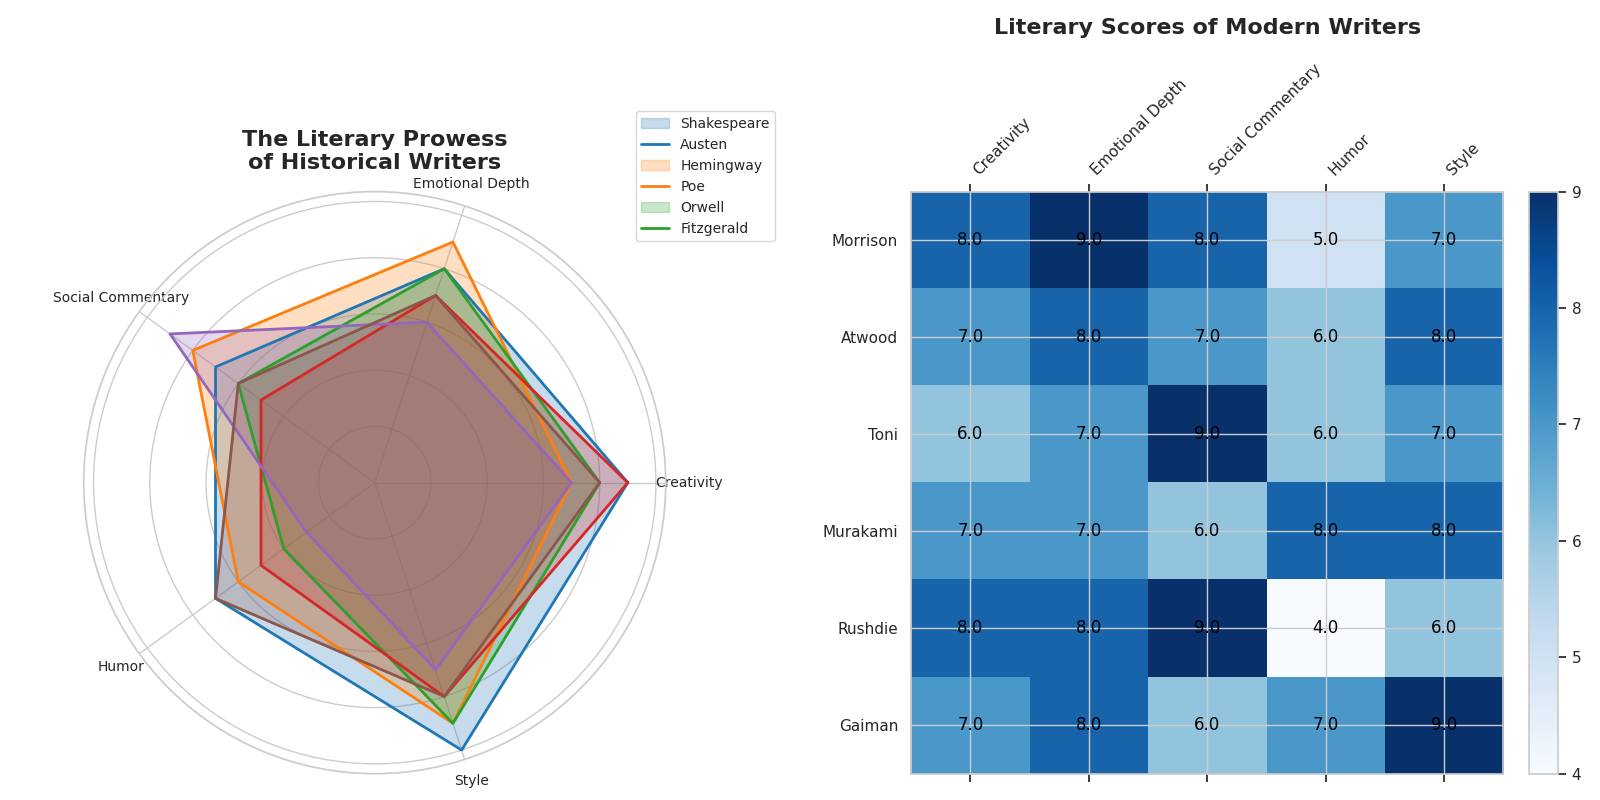 The Literary Prowess
of Historical Writers
Shakespeare
Austen
Hemingway
Poe
Orwell
Fitzgerald
Emotional Depth
Social Commentary
Creativity
Humor
Style
Literary Scores of Modern Writers
Creativity
Emotional Depth
Social Commentary
Humor
Style
Morrison 8.0 9.0 8.0 5.0 7.0
Atwood 7.0 8.0 7.0 6.0 8.0
Toni 6.0 7.0 9.0 6.0 7.0
Murakami 7.0 7.0 6.0 8.0 8.0
Rushdie 8.0 8.0 9.0 4.0 6.0
Gaiman 7.0 8.0 6.0 7.0 9.0
9
8
7
6
5
4